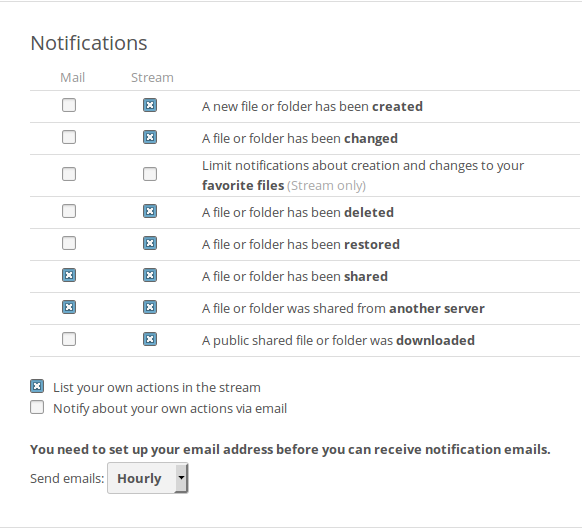 Notifications
Mail Stream
A new file or folder has been created
A file or folder has been changed
Limit notifications about creation and changes to your
favorite files (Stream only)
A file or folder has been deleted
A file or folder has been restored
A file or folder has been shared
A file or folder was shared from another server
A public shared file or folder was downloaded
List your own actions in the stream
Notify about your own actions via email
You need to set up your email address before you can receive notification emails.
Send emails: Hourly